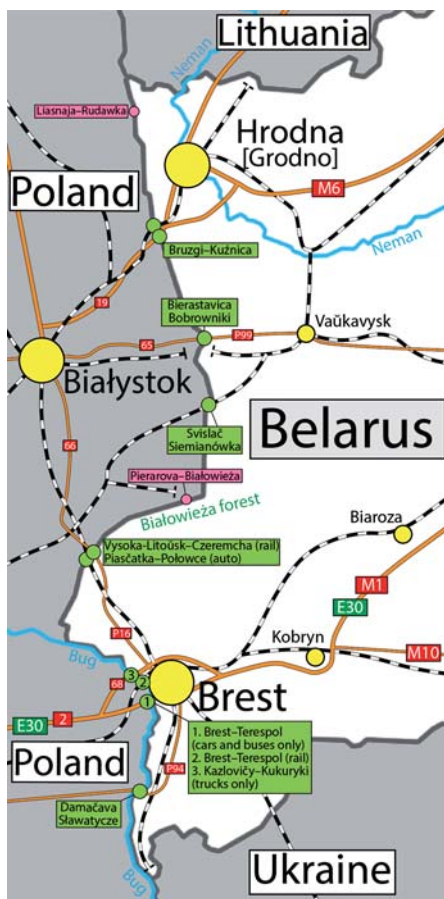 Lithuania
Neman
Liasnaja–Rudawka
Hrodna
[Grodno]
Poland
M6
Bruzgi–Kuźnica
Neman
19
Bierastavica
Bobrowniki
65
P99
Vaŭkavysk
Białystok
Svislač
Siemianówka
Belarus
66
Pierarova–Białowieża
Białowieża forest
Biaroza
Vysoka-Litoŭsk–Czeremcha (rail)
Piasčatka–Połowce (auto)
M1
E30
P16
Kobryn
M10
Bug
3
2
68
1
Brest
E30
2
1. Brest–Terespol
(cars and buses only)
2. Brest–Terespol (rail)
3. Kazlovičy–Kukuryki
(trucks only)
Poland
P94
Damačava
Sławatycze
Ukraine
Bug